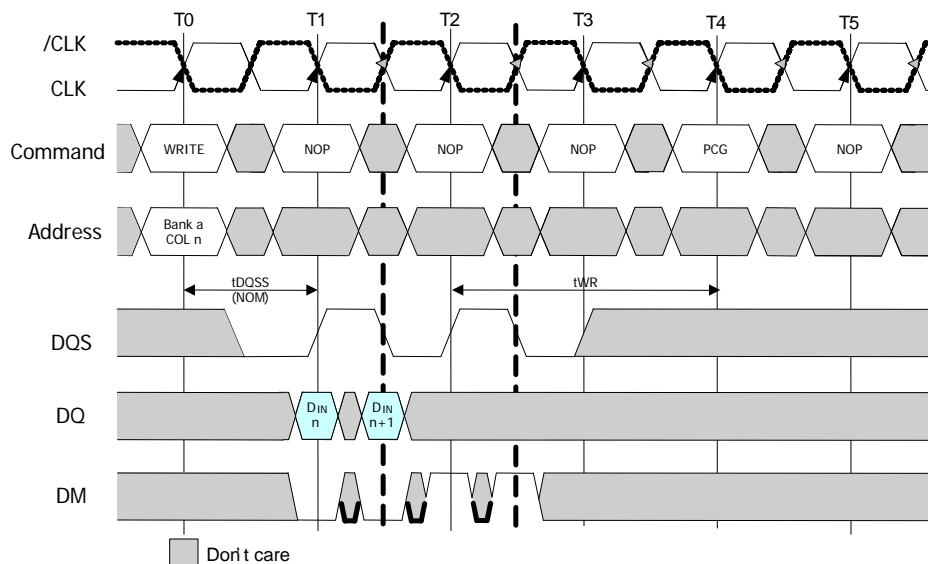 T0 T1 T2 T3 T4 T5
/CLK
CLK
Command WRITE NOP NOP NOP PCG NOP
Address Bank a
COL n
tDQSS
(NOM)
tWR
DQS
DQ DIN
n
DIN
n+1
DM
Don't care